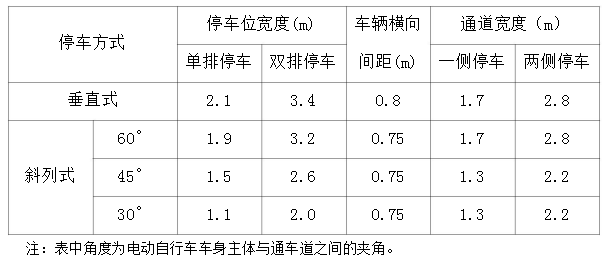 停车方式 停车位宽度(m) 车辆横向间距(m) 通道宽度（m）
单排停车 双排停车 一侧停车 两侧停车
垂直式 2.1 3.4 0.8 1.7 2.8
斜列式 60° 1.9 3.2 0.75 1.7 2.8
45° 1.5 2.6 0.75 1.3 2.2
30° 1.1 2.0 0.75 1.3 2.2
注：表中角度为电动自行车车身主体与通车道之间的夹角。